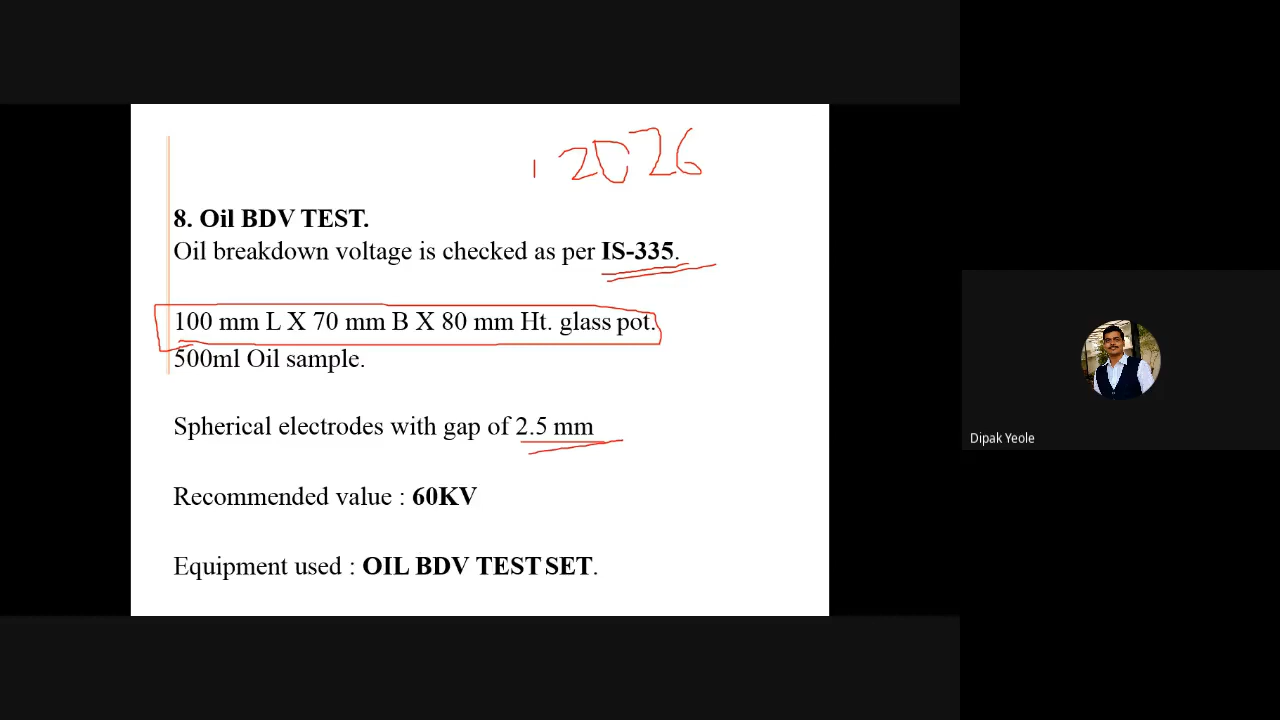 2026
8. Oil BDV TEST.
Oil breakdown voltage is checked as per IS-335.
100 mm L X 70 mm B X 80 mm Ht. glass pot.
500ml Oil sample.
Spherical electrodes with gap of 2.5 mm
Recommended value : 60KV
Equipment used : OIL BDV TEST SET.
Dipak Yeole